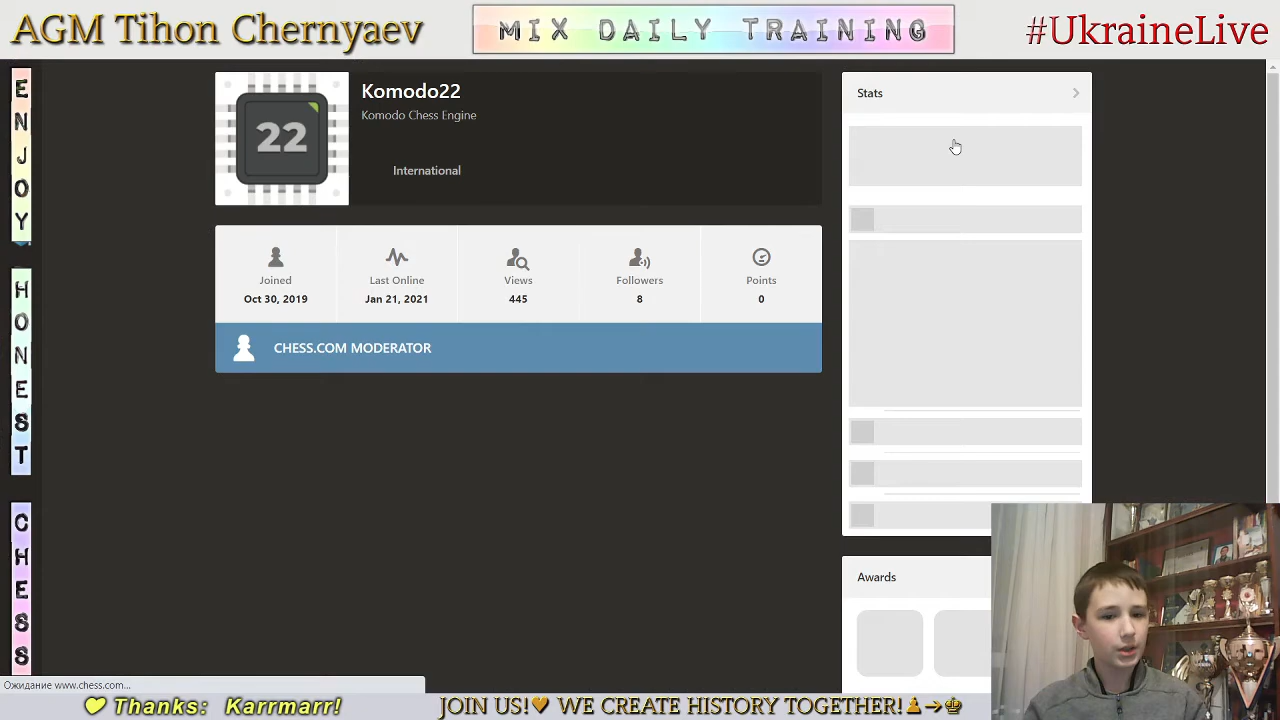 AGM Tihon Chernyaev
MIX DAILY TRAINING
#UkraineLive
ENJOY
HONEST
CHESS
22
Komodo22
Komodo Chess Engine
International
Joined
Oct 30, 2019
Last Online
Jan 21, 2021
Views
445
Followers
8
Points
0
CHESS.COM MODERATOR
Stats
Awards
Ожидание www.chess.com...
Thanks: Karrmarr!
JOIN US! WE CREATE HISTORY TOGETHER!